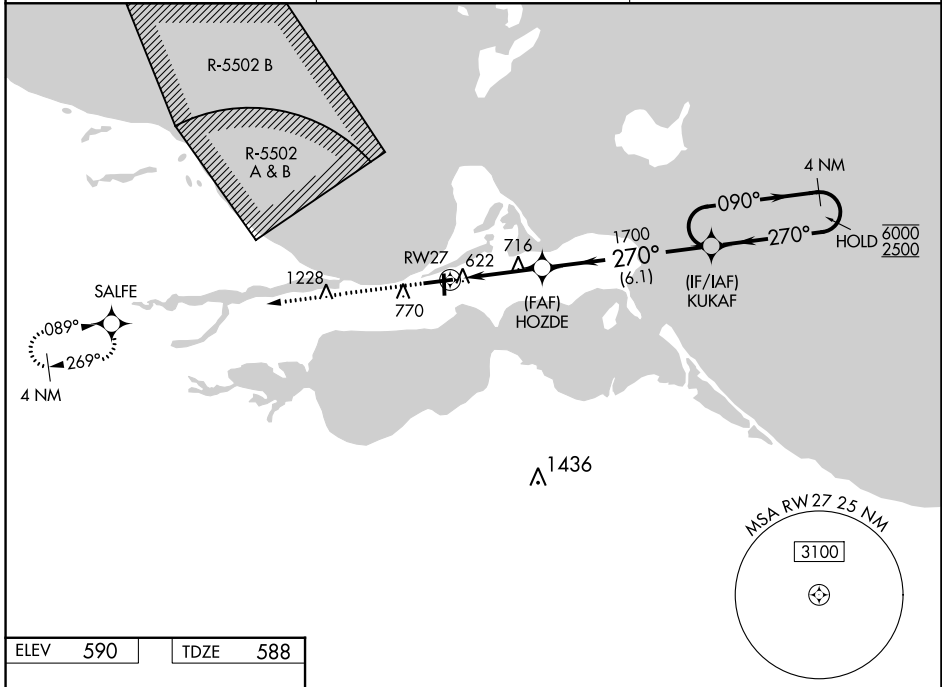 R-5502 B
R-5502
A & B
4 NM
090°
270°
HOLD
6000
2500
1700
270°
(6.1)
(IF/IAF)
KUKAF
716
RW27
622
(FAF)
HOZDE
1228
770
SALFE
089°
269°
4 NM
1436
MSA RW27 25 NM
3100
ELEV 590
TDZE 588